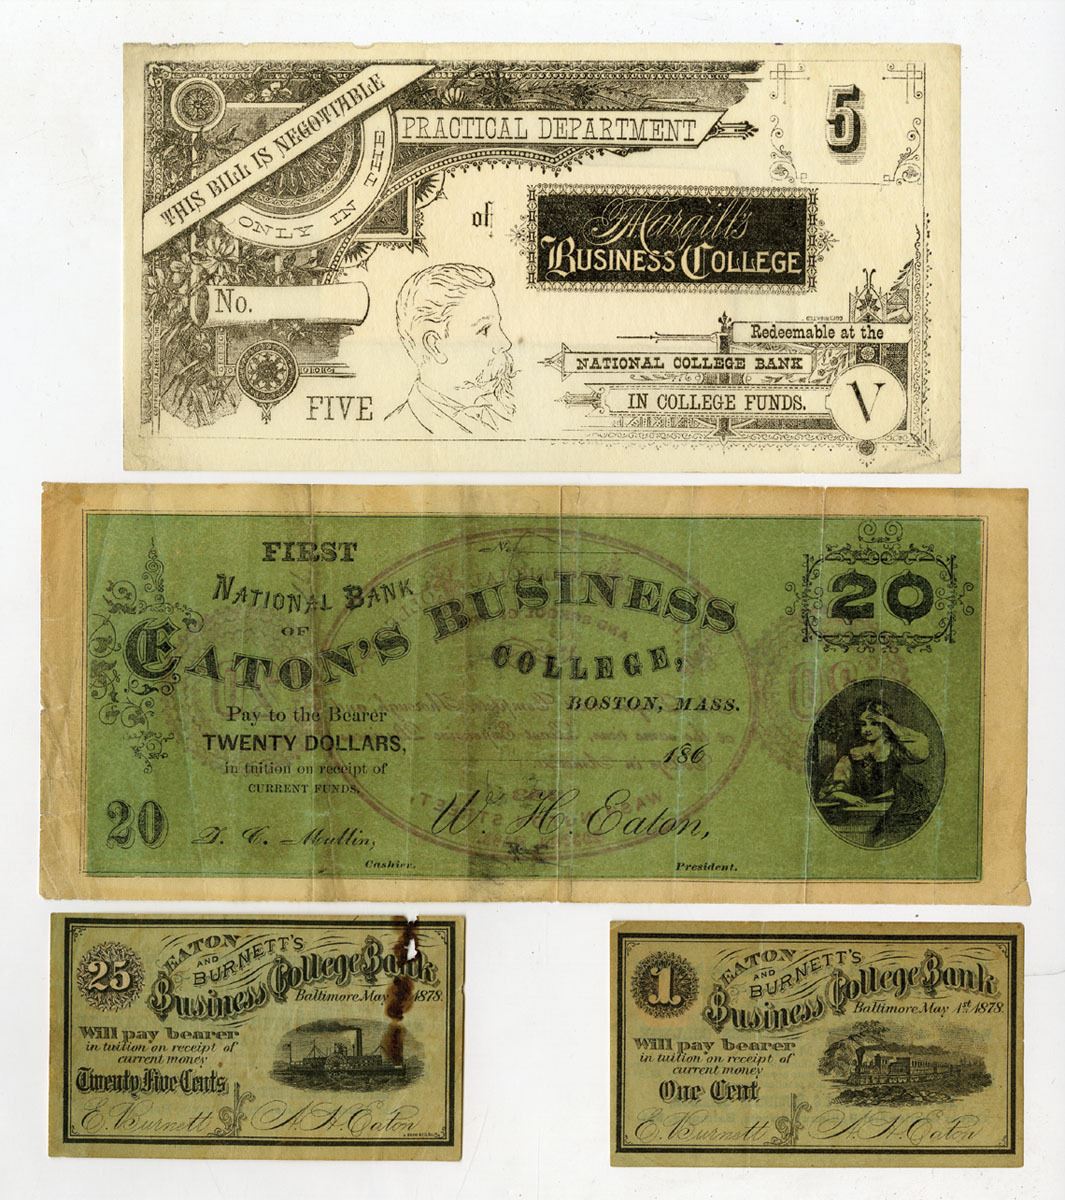 THIS BILL IS NEGOTIABLE
ONLY IN THE
PRACTICAL DEPARTMENT
5
of
Margill's
BUSINESS COLLEGE
No.
Redeemable at the
NATIONAL COLLEGE BANK
FIVE
IN COLLEGE FUNDS.
V
FIRST
No.
NATIONAL BANK
OF
EATON'S BUSINESS
COLLEGE,
20
BOSTON, MASS.
Pay to the Bearer
TWENTY DOLLARS,
in tuition on receipt of
CURRENT FUNDS,
186
20
W. H. Eaton,
Cashier.
President.
25
EATON
AND
BURNETT'S
Business College Bank
Baltimore May 1878.
Will pay bearer
in tuition on receipt of
current money
Twenty Five Cents
E. Burnett
A. H. Eaton
1
EATON
AND
BURNETT'S
Business College Bank
Baltimore May 1st 1878.
Will pay bearer
in tuition on receipt of
current money
One Cent
E. Burnett
A. H. Eaton